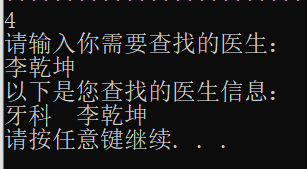 4
请输入你需要查找的医生：
李乾坤
以下是您查找的医生信息：
牙科  李乾坤
请按任意键继续. . .